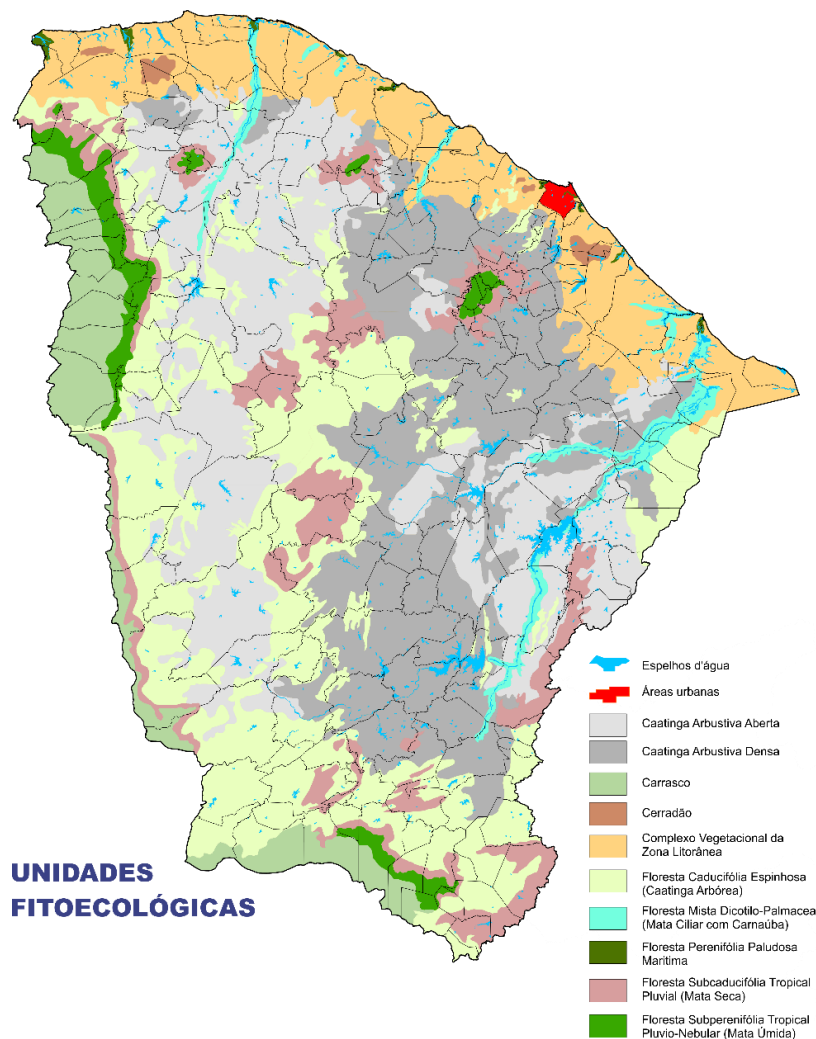 Espelhos d'água
Áreas urbanas
Caatinga Arbustiva Aberta
Caatinga Arbustiva Densa
Carrasco
Cerradão
Complexo Vegetacional da
Zona Litorânea
Floresta Caducifólia Espinhosa
(Caatinga Arbórea)
Floresta Mista Dicotilo-Palmacea
(Mata Ciliar com Carnaúba)
Floresta Perenifólia Paludosa
Maritima
Floresta Subcaducifólia Tropical
Pluvial (Mata Seca)
Floresta Subperenifólia Tropical
Pluvio-Nebular (Mata Úmida)
UNIDADES
FITOECOLÓGICAS